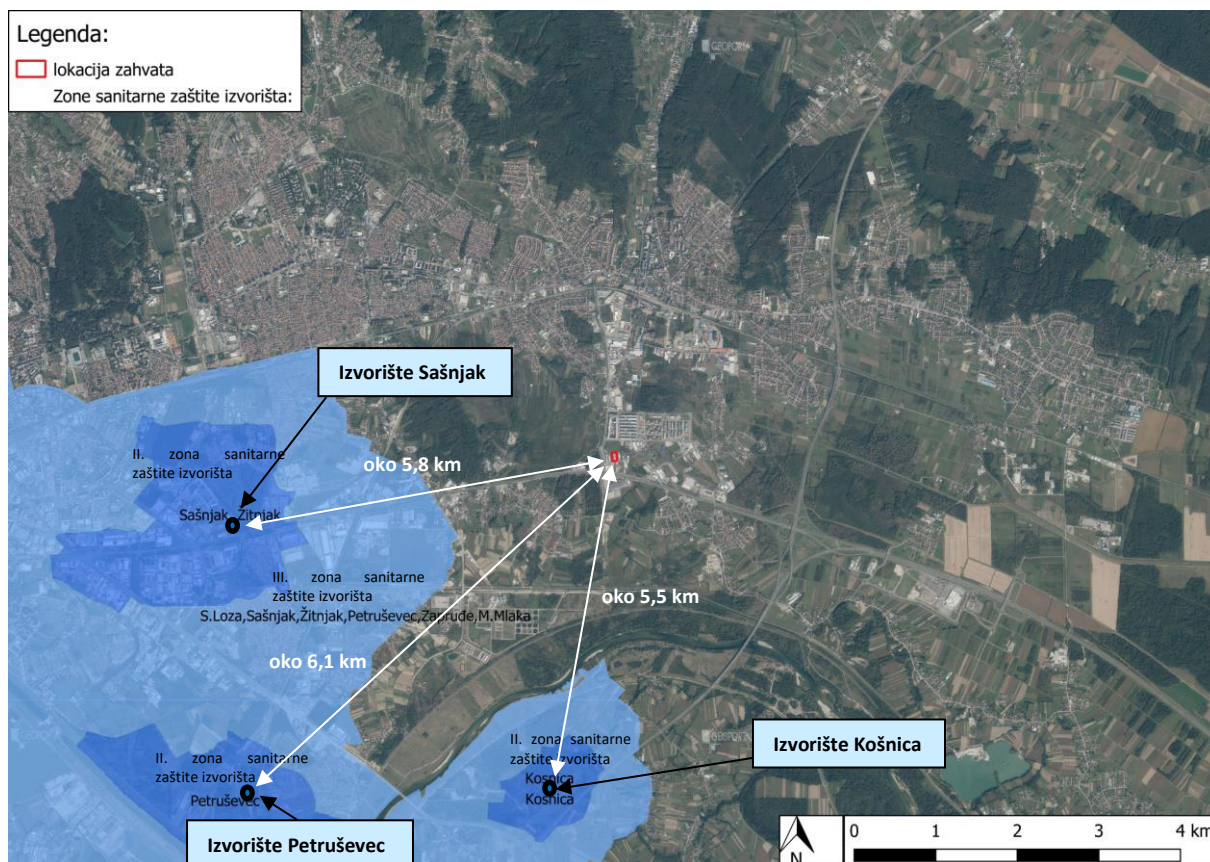 Legenda:
lokacija zahvata
Zone sanitarne zaštite izvorišta:
GEOPORTAL
Izvorište Sašnjak
II. zona sanitarne
zaštite izvorišta
oko 5,8 km
Sašnjak, Žitnjak
III. zona sanitarne
zaštite izvorišta
S.Loza,Sašnjak,Žitnjak,Petruševec,Zapruđe,M.Mlaka
oko 5,5 km
oko 6,1 km
II. zona sanitarne
zaštite izvorišta
Petruševec
Izvorište Petruševec
II. zona sanitarne
zaštite izvorišta
Kosnica
Kosnica
Izvorište Košnica
N
0 1 2 3 4 km